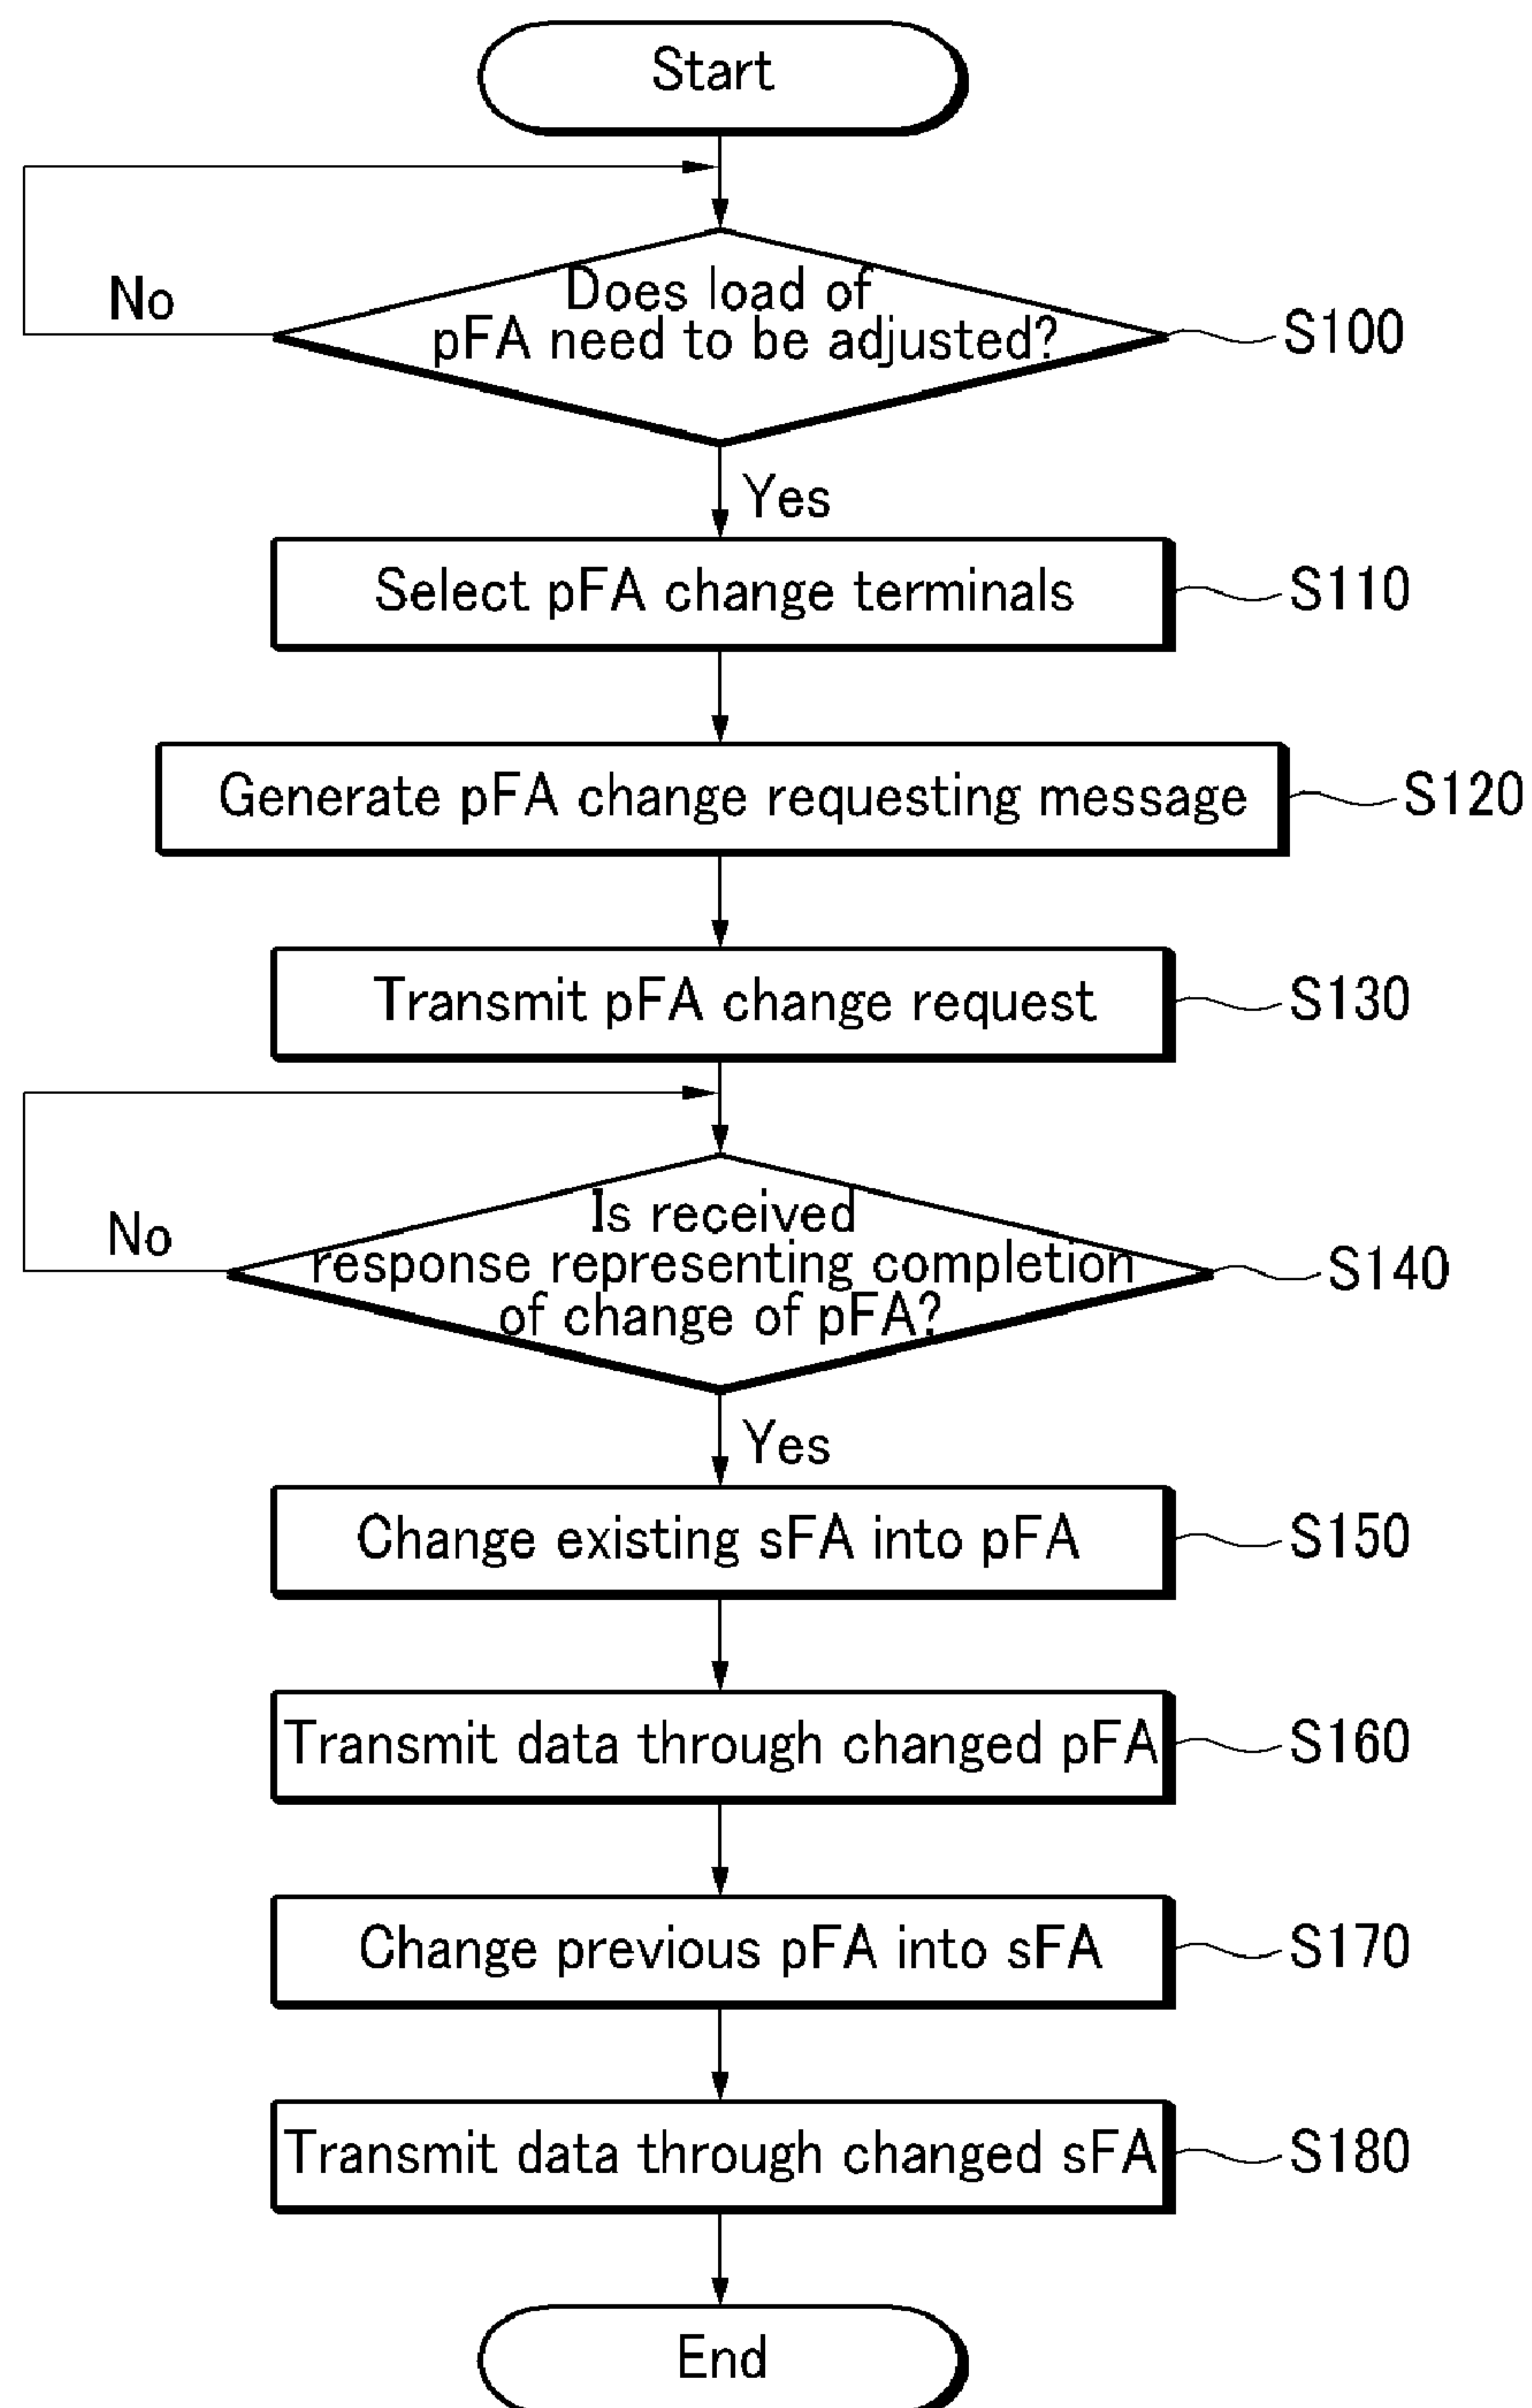 Start
No
Does load of
pFA need to be adjusted?
S100
Yes
Select pFA change terminals
S110
Generate pFA change requesting message
S120
Transmit pFA change request
S130
No
Is received
response representing completion
of change of pFA?
S140
Yes
Change existing sFA into pFA
S150
Transmit data through changed pFA
S160
Change previous pFA into sFA
S170
Transmit data through changed sFA
S180
End